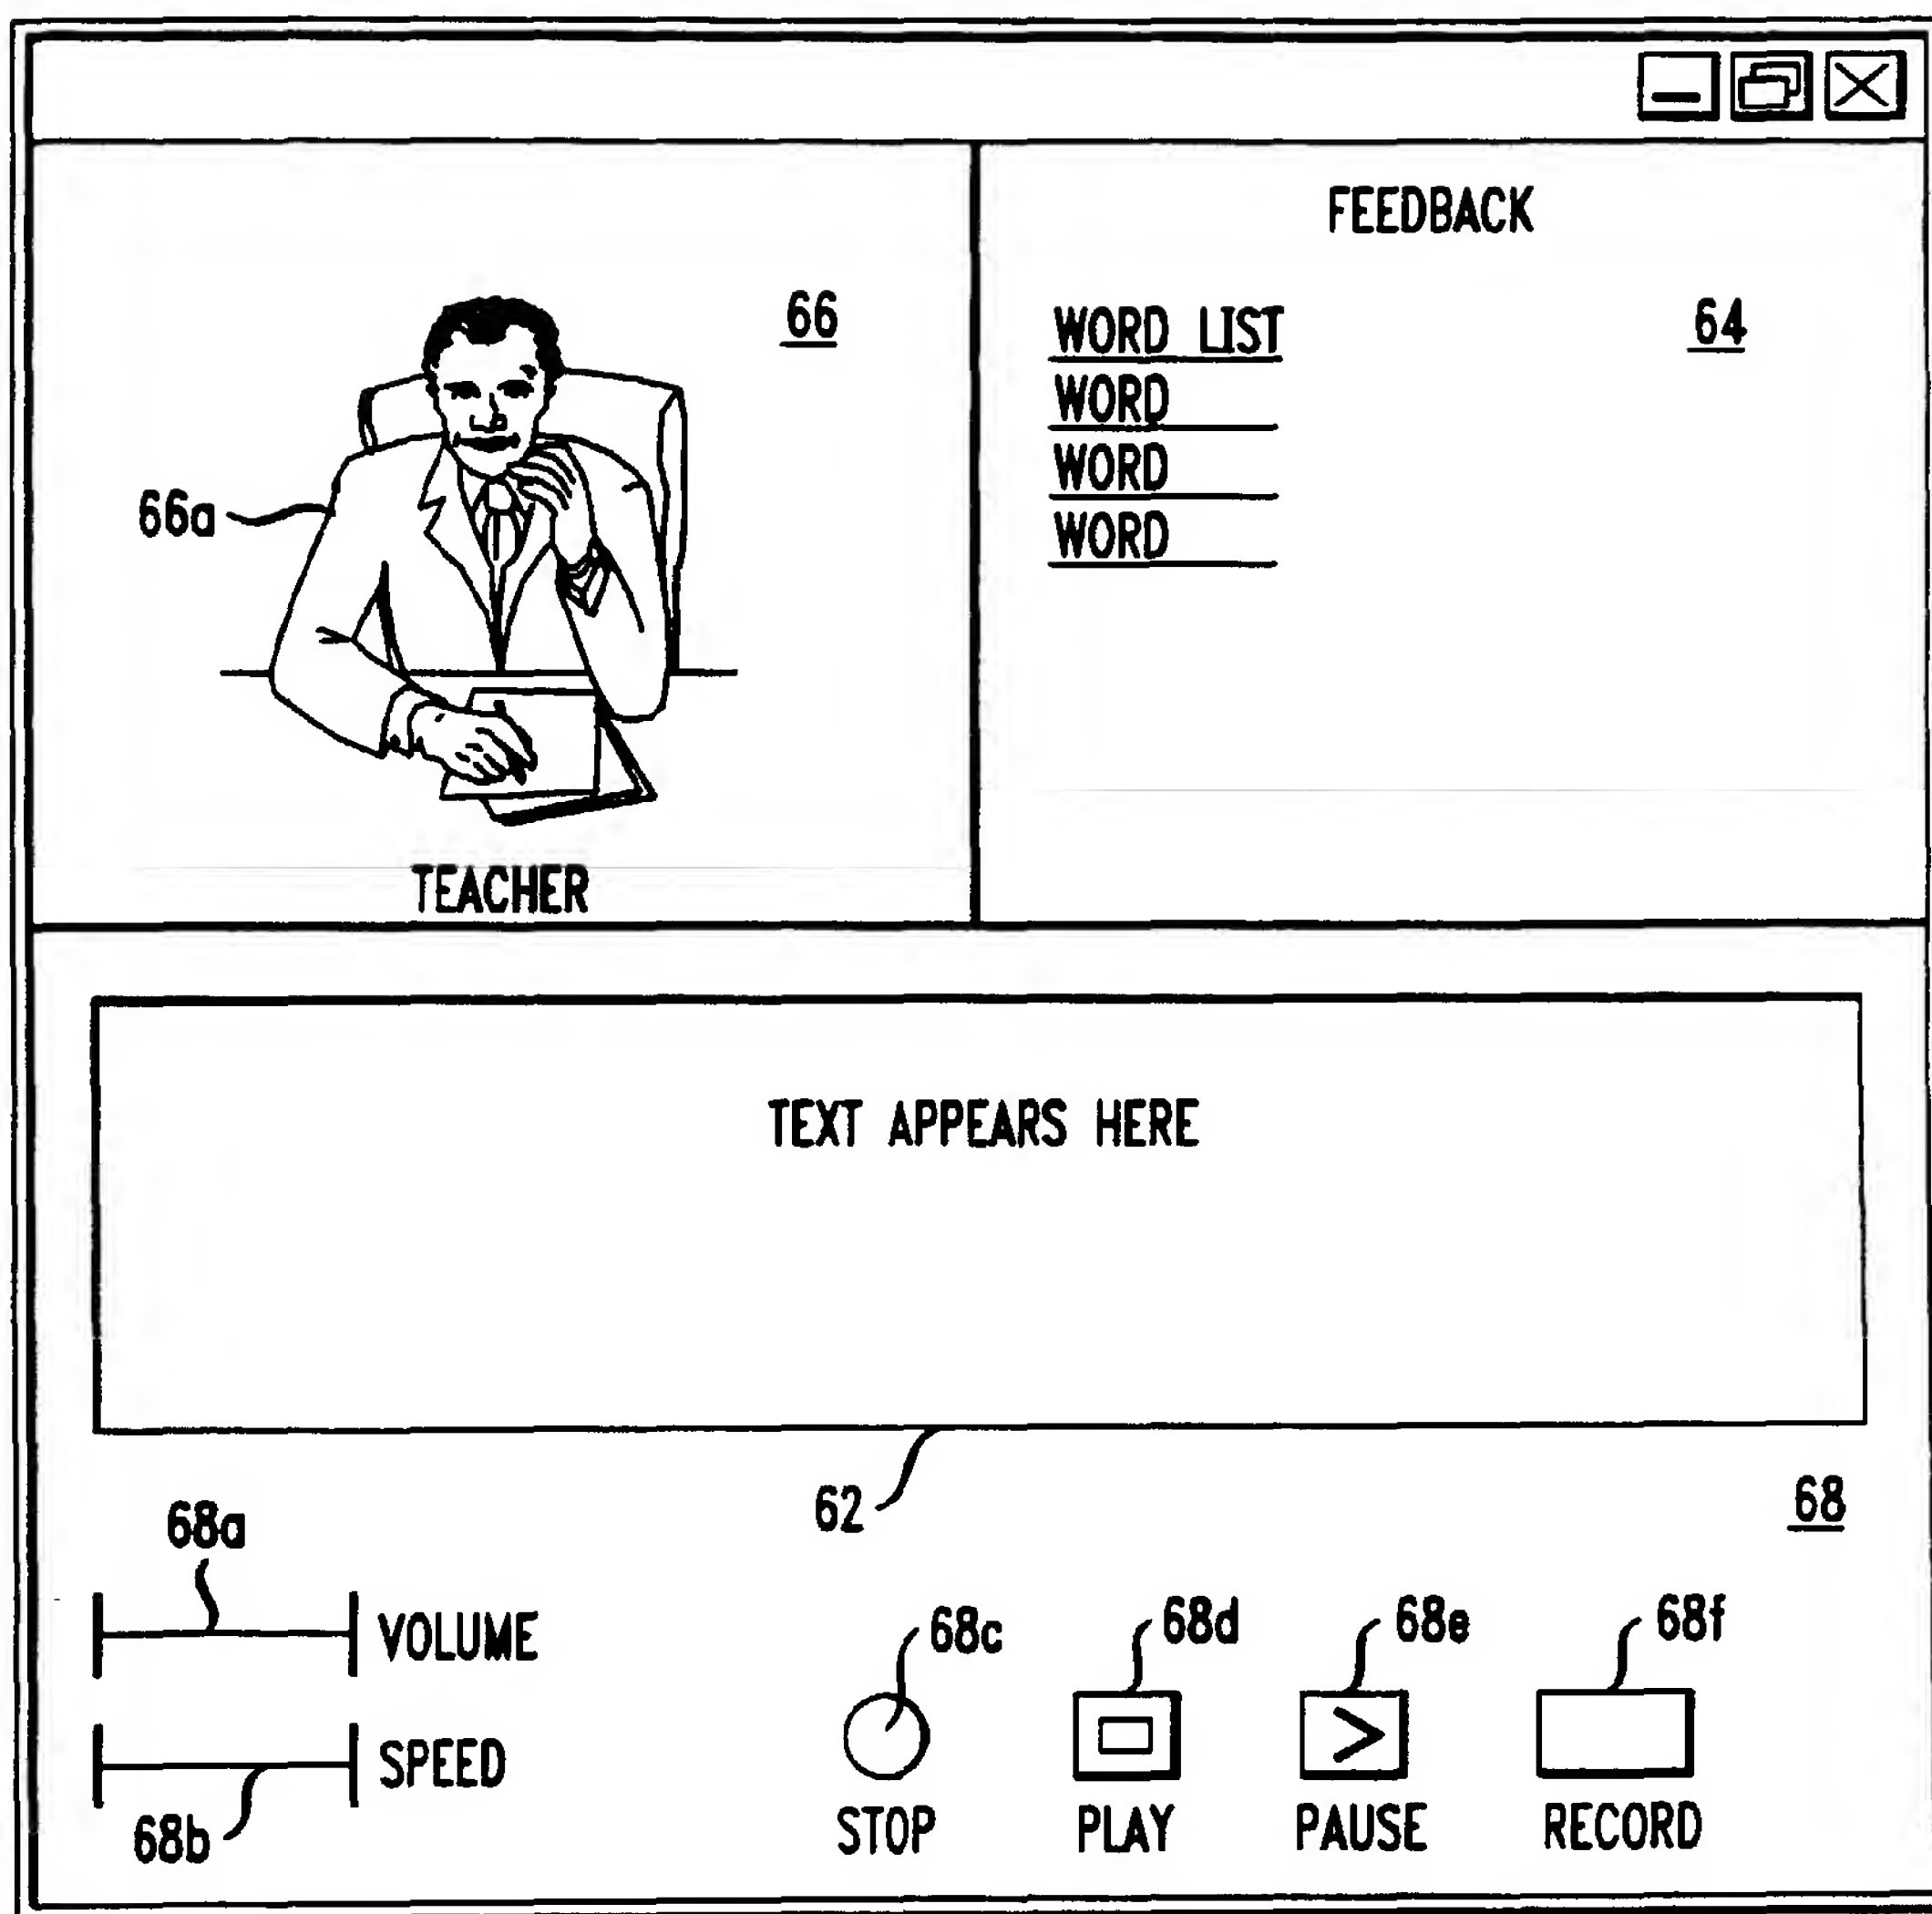 66
66a
TEACHER
FEEDBACK
WORD LIST
64
WORD
WORD
WORD
TEXT APPEARS HERE
62
68
68a
VOLUME
68b
SPEED
68c
68d
68e
68f
STOP
PLAY
PAUSE
RECORD